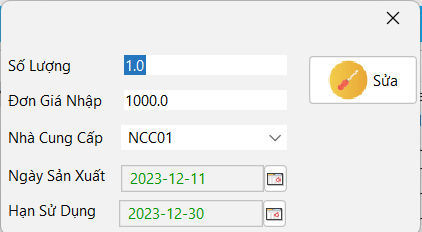 Số Lượng 1.0
Sửa
Đơn Giá Nhập 1000.0
Nhà Cung Cấp NCC01
Ngày Sản Xuất 2023-12-11
Hạn Sử Dụng 2023-12-30